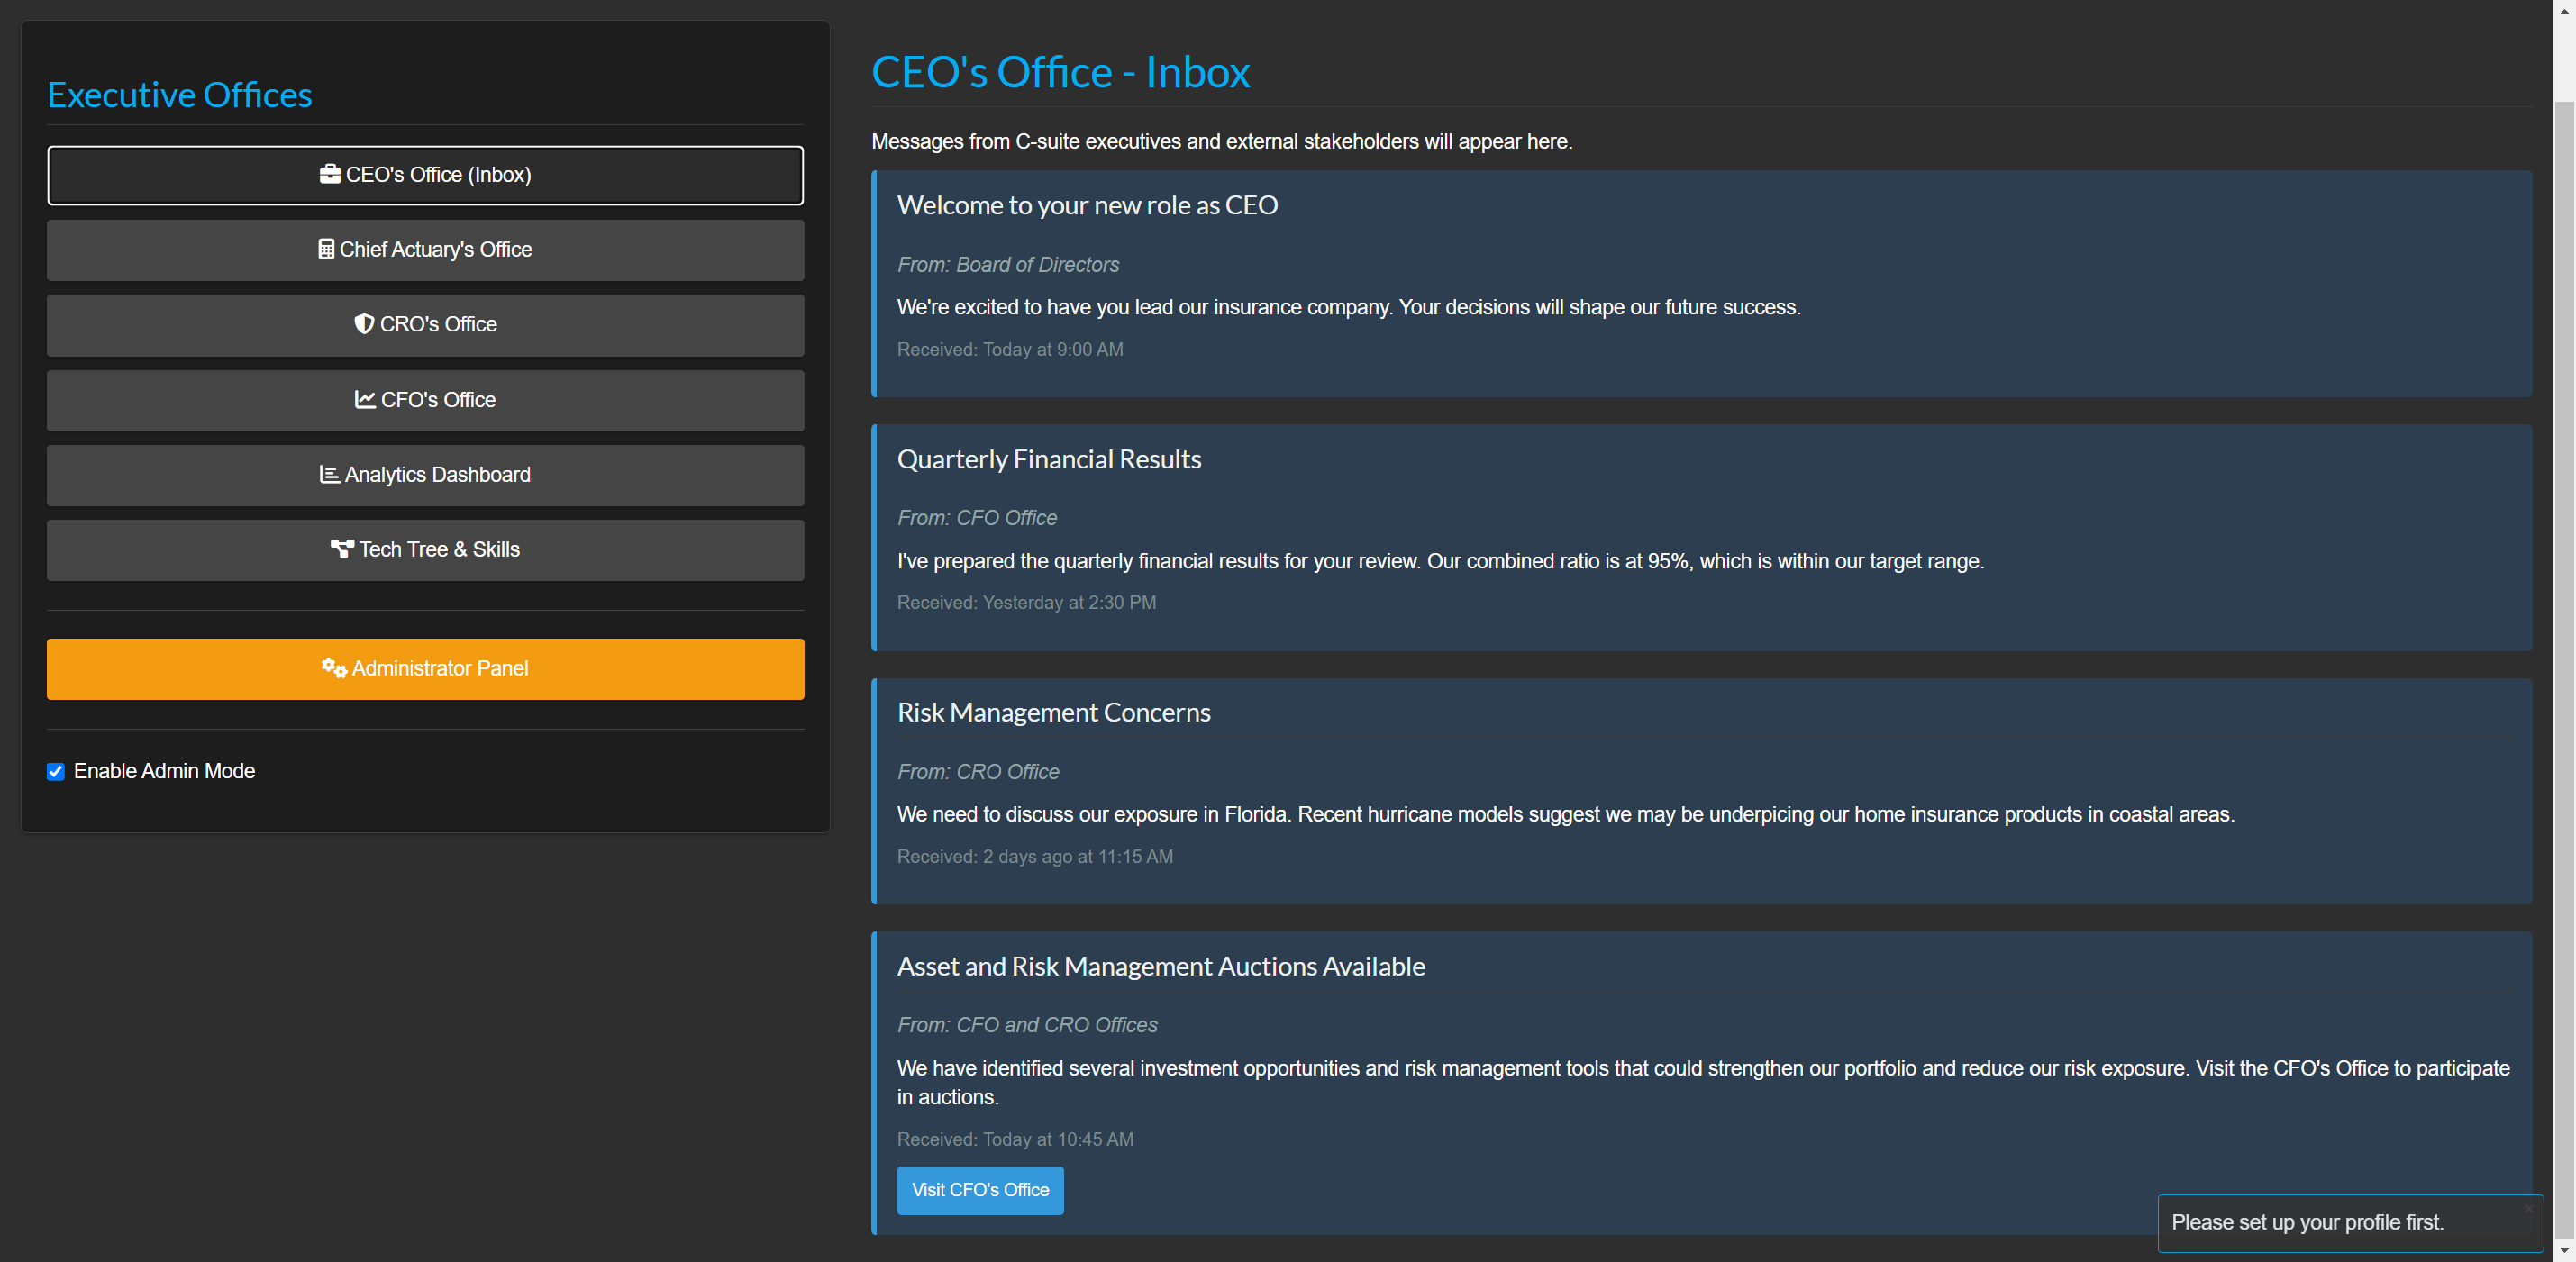 Executive Offices
CEO's Office (Inbox)
Chief Actuary's Office
CRO's Office
CFO's Office
Analytics Dashboard
Tech Tree & Skills
Administrator Panel
Enable Admin Mode
CEO's Office - Inbox
Messages from C-suite executives and external stakeholders will appear here.
Welcome to your new role as CEO
From: Board of Directors
We're excited to have you lead our insurance company. Your decisions will shape our future success.
Received: Today at 9:00 AM
Quarterly Financial Results
From: CFO Office
I've prepared the quarterly financial results for your review. Our combined ratio is at 95%, which is within our target range.
Received: Yesterday at 2:30 PM
Risk Management Concerns
From: CRO Office
We need to discuss our exposure in Florida. Recent hurricane models suggest we may be underpicing our home insurance products in coastal areas.
Received: 2 days ago at 11:15 AM
Asset and Risk Management Auctions Available
From: CFO and CRO Offices
We have identified several investment opportunities and risk management tools that could strengthen our portfolio and reduce our risk exposure. Visit the CFO's Office to participate
in auctions.
Received: Today at 10:45 AM
Visit CFO's Office
Please set up your profile first.